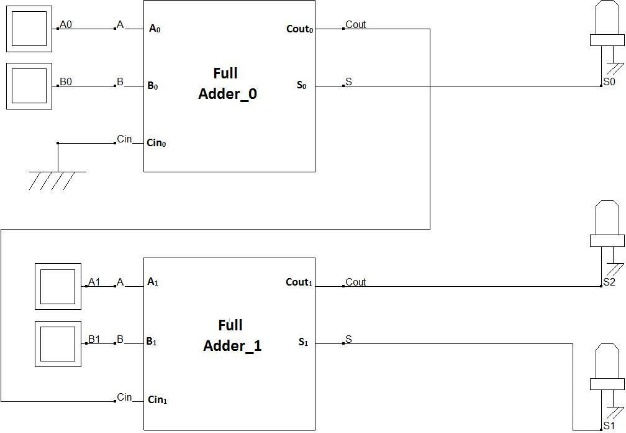 A0 A A₀ Cout₀ Cout
Full
B0 B B₀ Adder_0 S₀ S S0
Cin Cin₀
A1 A A₁ Cout₁ Cout S2
Full
B1 B B₁ Adder_1 S₁ S
Cin Cin₁ S1